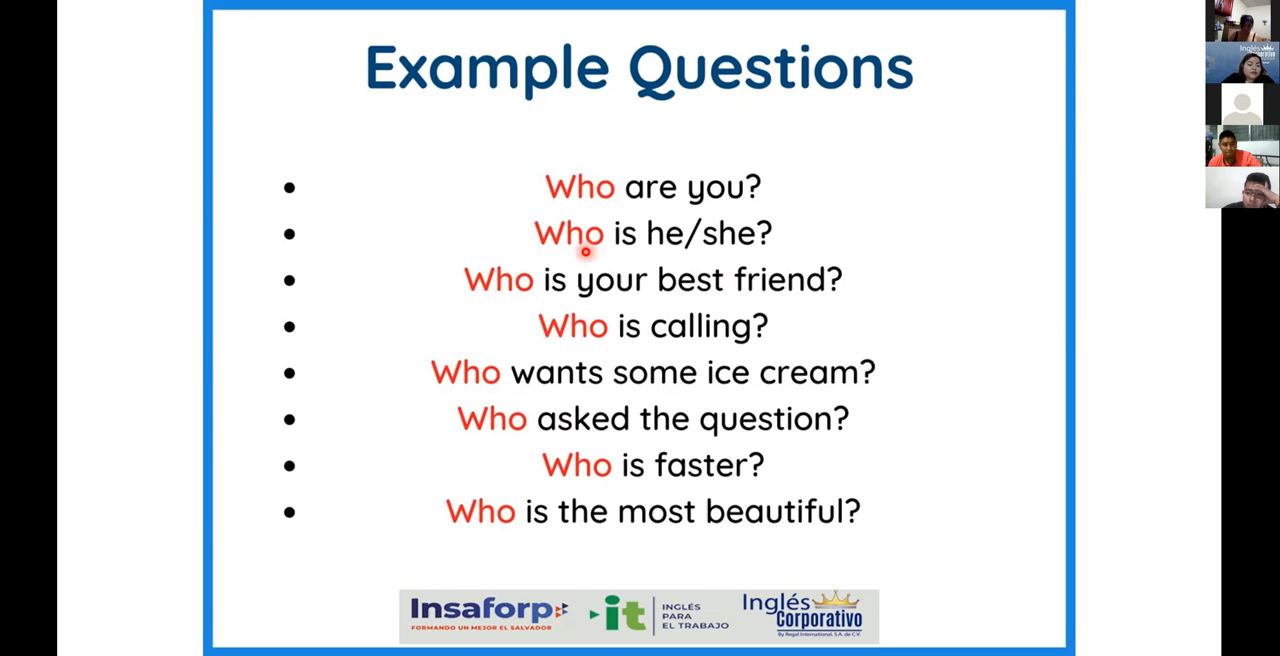 Example Questions
Who are you?
Who is he/she?
Who is your best friend?
Who is calling?
Who wants some ice cream?
Who asked the question?
Who is faster?
Who is the most beautiful?
Insaforp
FORMANDO UN MEJOR EL SALVADOR
it
INGLÉS
PARA
EL TRABAJO
Inglés
Corporativo
By Regal International, S.A. de C.V.
Inglés